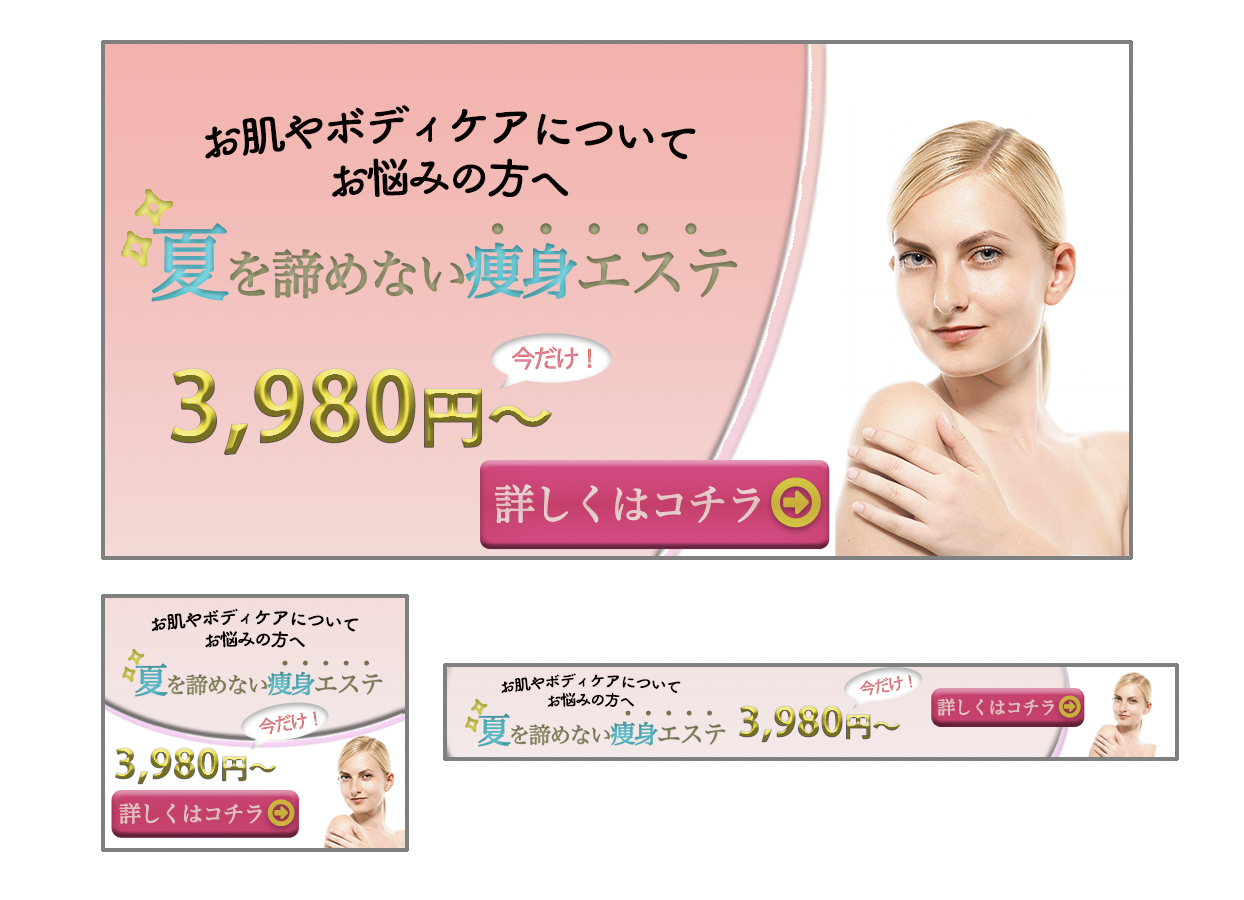 お肌やボディケアについて
お悩みの方へ
夏を諦めない痩身エステ
今だけ！
3,980円～
詳しくはコチラ
お肌やボディケアについて
お悩みの方へ
夏を諦めない痩身エステ
今だけ！
3,980円～
詳しくはコチラ
お肌やボディケアについて
お悩みの方へ
夏を諦めない痩身エステ
今だけ！
3,980円～
詳しくはコチラ